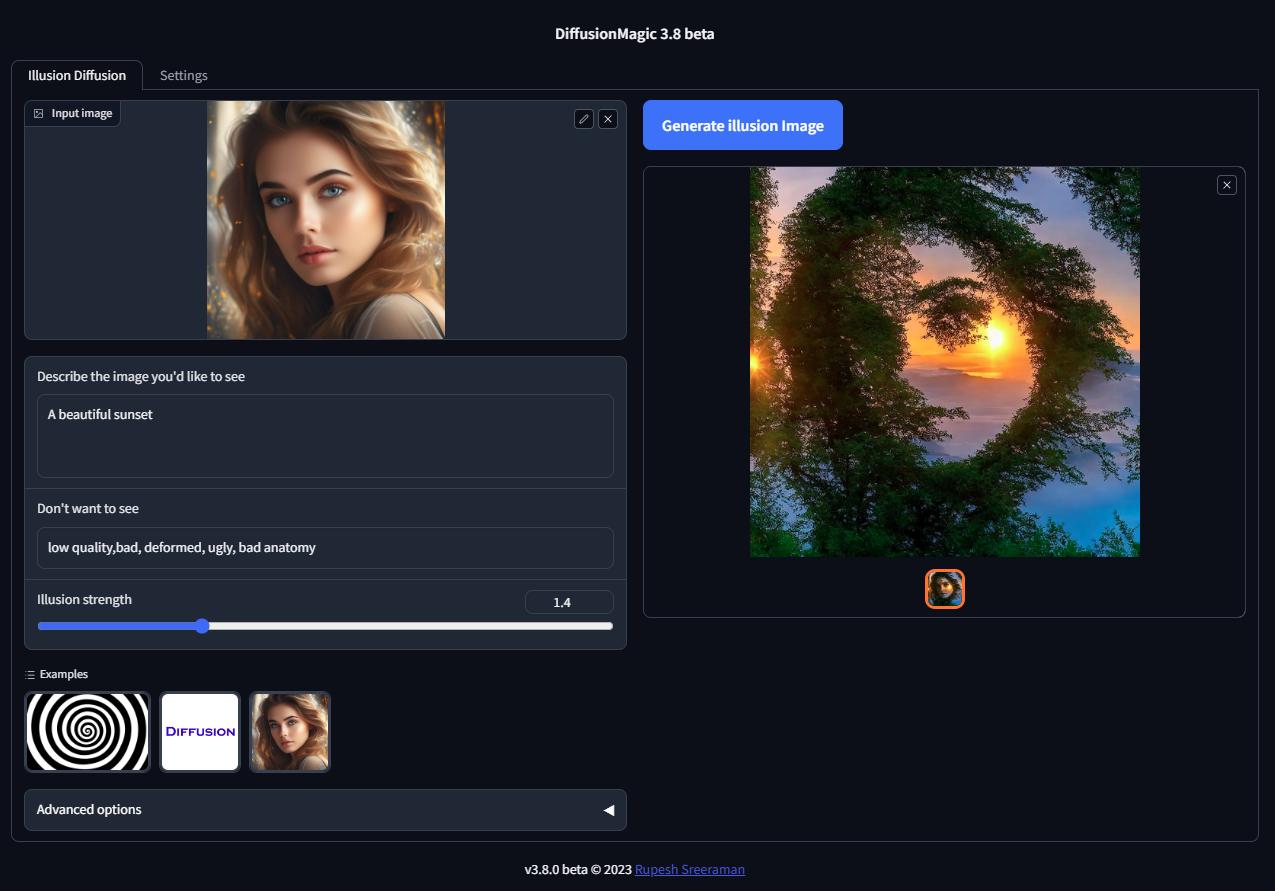 DiffusionMagic 3.8 beta
Illusion Diffusion
Settings
Input image
Generate illusion Image
Describe the image you'd like to see
A beautiful sunset
Don't want to see
low quality,bad, deformed, ugly, bad anatomy
Illusion strength
1.4
Examples
DIFFUSION
Advanced options
v3.8.0 beta © 2023 Rupesh Sreeraman